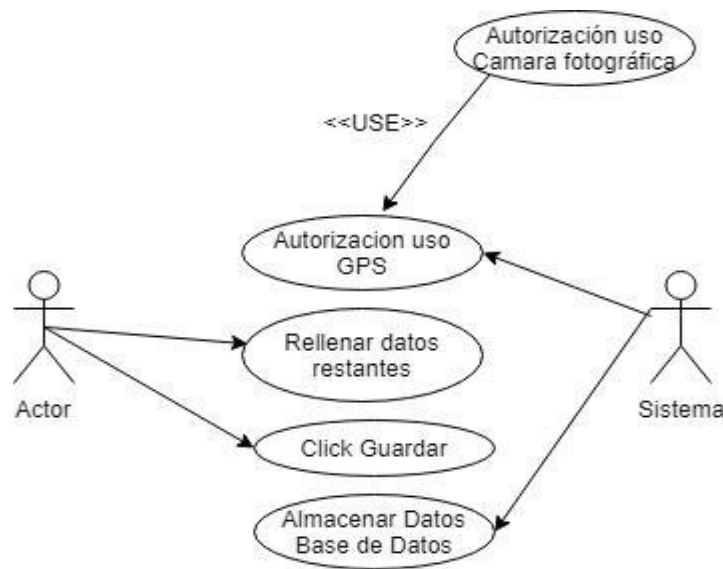 Autorización uso
Camara fotográfica
<<USE>>
Autorizacion uso
GPS
Rellenar datos
restantes
Actor
Sistema
Click Guardar
Almacenar Datos
Base de Datos